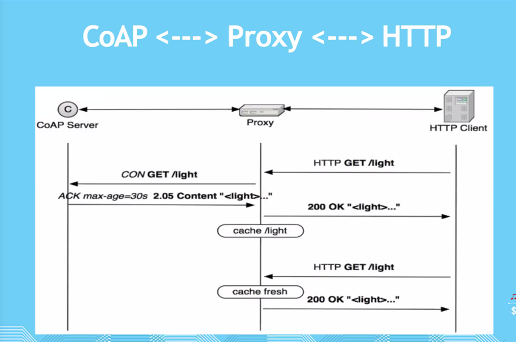 CoAP <---> Proxy <---> HTTP
C
CoAP Server
Proxy
HTTP Client
HTTP GET /light
CON GET /light
ACK max-age=30s 2.05 Content "<light>..."
200 OK "<light>..."
cache /light
HTTP GET /light
cache fresh
200 OK "<light>..."